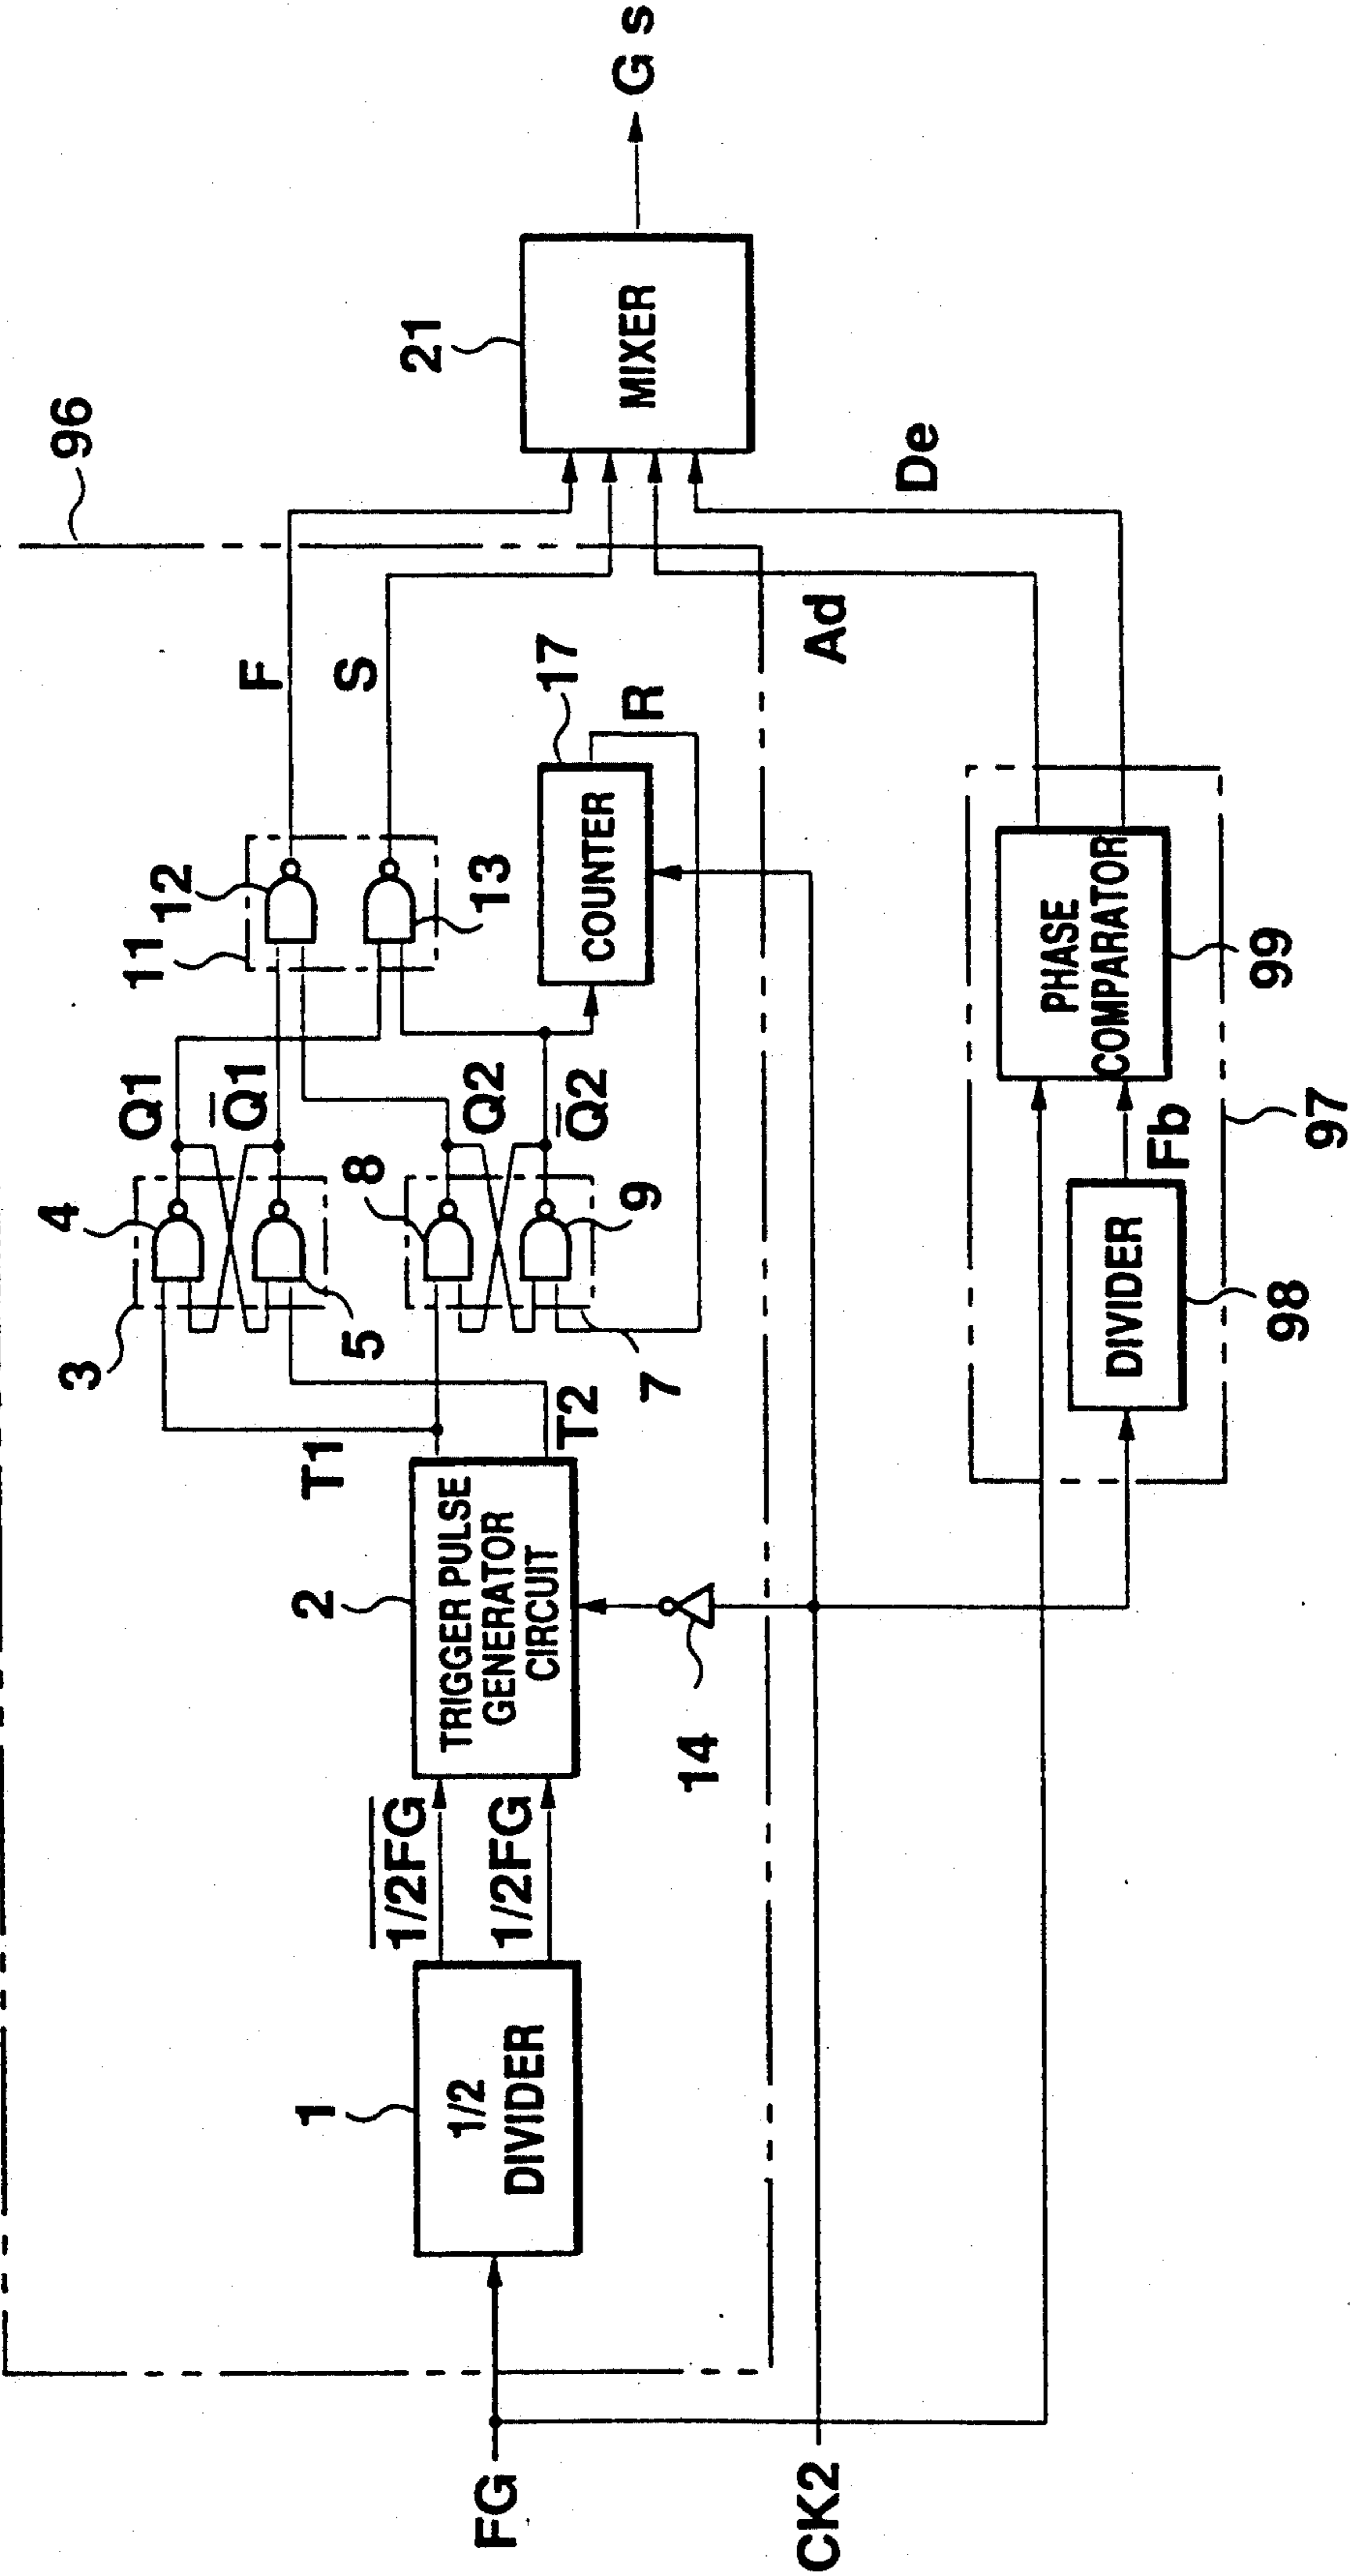 96
FG
CK2
1
1/2
DIVIDER
1/2FG
1/2FG
2
TRIGGER PULSE
GENERATOR
CIRCUIT
14
T1
T2
3
4
5
7
8
9
Q1
Q1
Q2
Q2
11
12
13
F
S
COUNTER
17
R
21
MIXER
G s
Ad
De
97
DIVIDER
98
Fb
PHASE
COMPARATOR
99